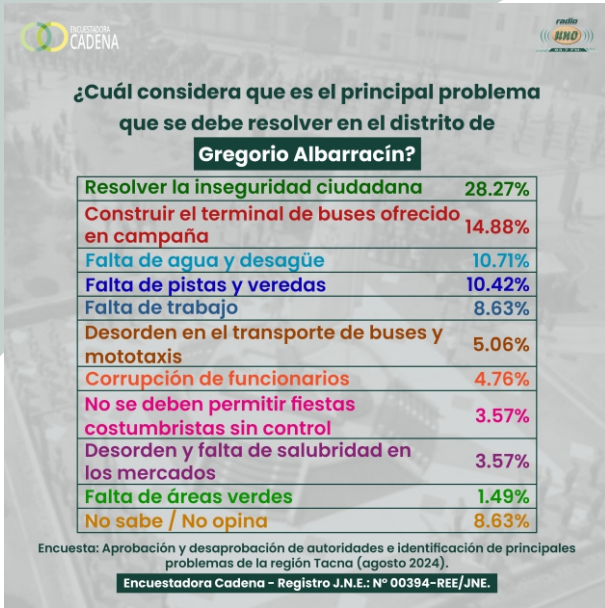 ENCUESTADORA
CADENA
radio
uno
¿Cuál considera que es el principal problema
que se debe resolver en el distrito de
Gregorio Albarracín?
Resolver la inseguridad ciudadana 28.27%
Construir el terminal de buses ofrecido
en campaña 14.88%
Falta de agua y desagüe 10.71%
Falta de pistas y veredas 10.42%
Falta de trabajo 8.63%
Desorden en el transporte de buses y
mototaxis 5.06%
Corrupción de funcionarios 4.76%
No se deben permitir fiestas
costumbristas sin control 3.57%
Desorden y falta de salubridad en
los mercados 3.57%
Falta de áreas verdes 1.49%
No sabe / No opina 8.63%
Encuesta: Aprobación y desaprobación de autoridades e identificación de principales
problemas de la región Tacna (agosto 2024).
Encuestadora Cadena - Registro J.N.E.: Nº 00394-REE/JNE.